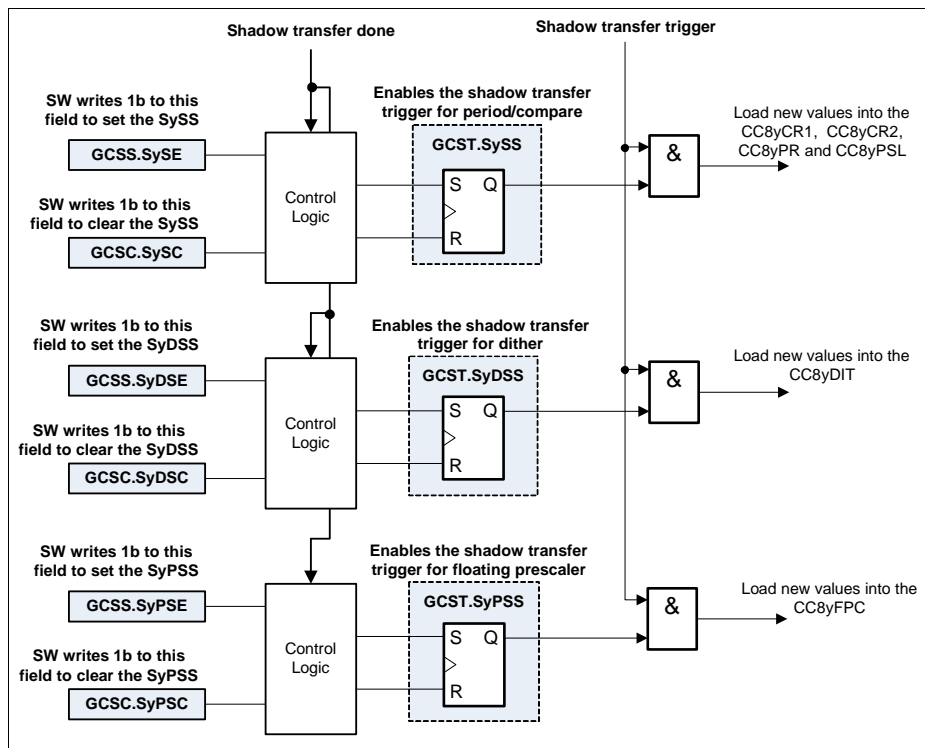 Shadow transfer done
Shadow transfer trigger
SW writes 1b to this
field to set the SySS
GCSS.SySE
SW writes 1b to this
field to clear the SySS
GCSC.SySC
Control
Logic
Enables the shadow transfer
trigger for period/compare
GCST.SySS
S Q
R
&
Load new values into the
CC8yCR1, CC8yCR2,
CC8yPR and CC8yPSL
SW writes 1b to this
field to set the SyDSS
GCSS.SyDSE
SW writes 1b to this
field to clear the SyDSS
GCSC.SyDSC
Control
Logic
Enables the shadow transfer
trigger for dither
GCST.SyDSS
S Q
R
&
Load new values into the
CC8yDIT
SW writes 1b to this
field to set the SyPSS
GCSS.SyPSE
SW writes 1b to this
field to clear the SyPSS
GCSC.SyPSC
Control
Logic
Enables the shadow transfer
trigger for floating prescaler
GCST.SyPSS
S Q
R
&
Load new values into the
CC8yFPC